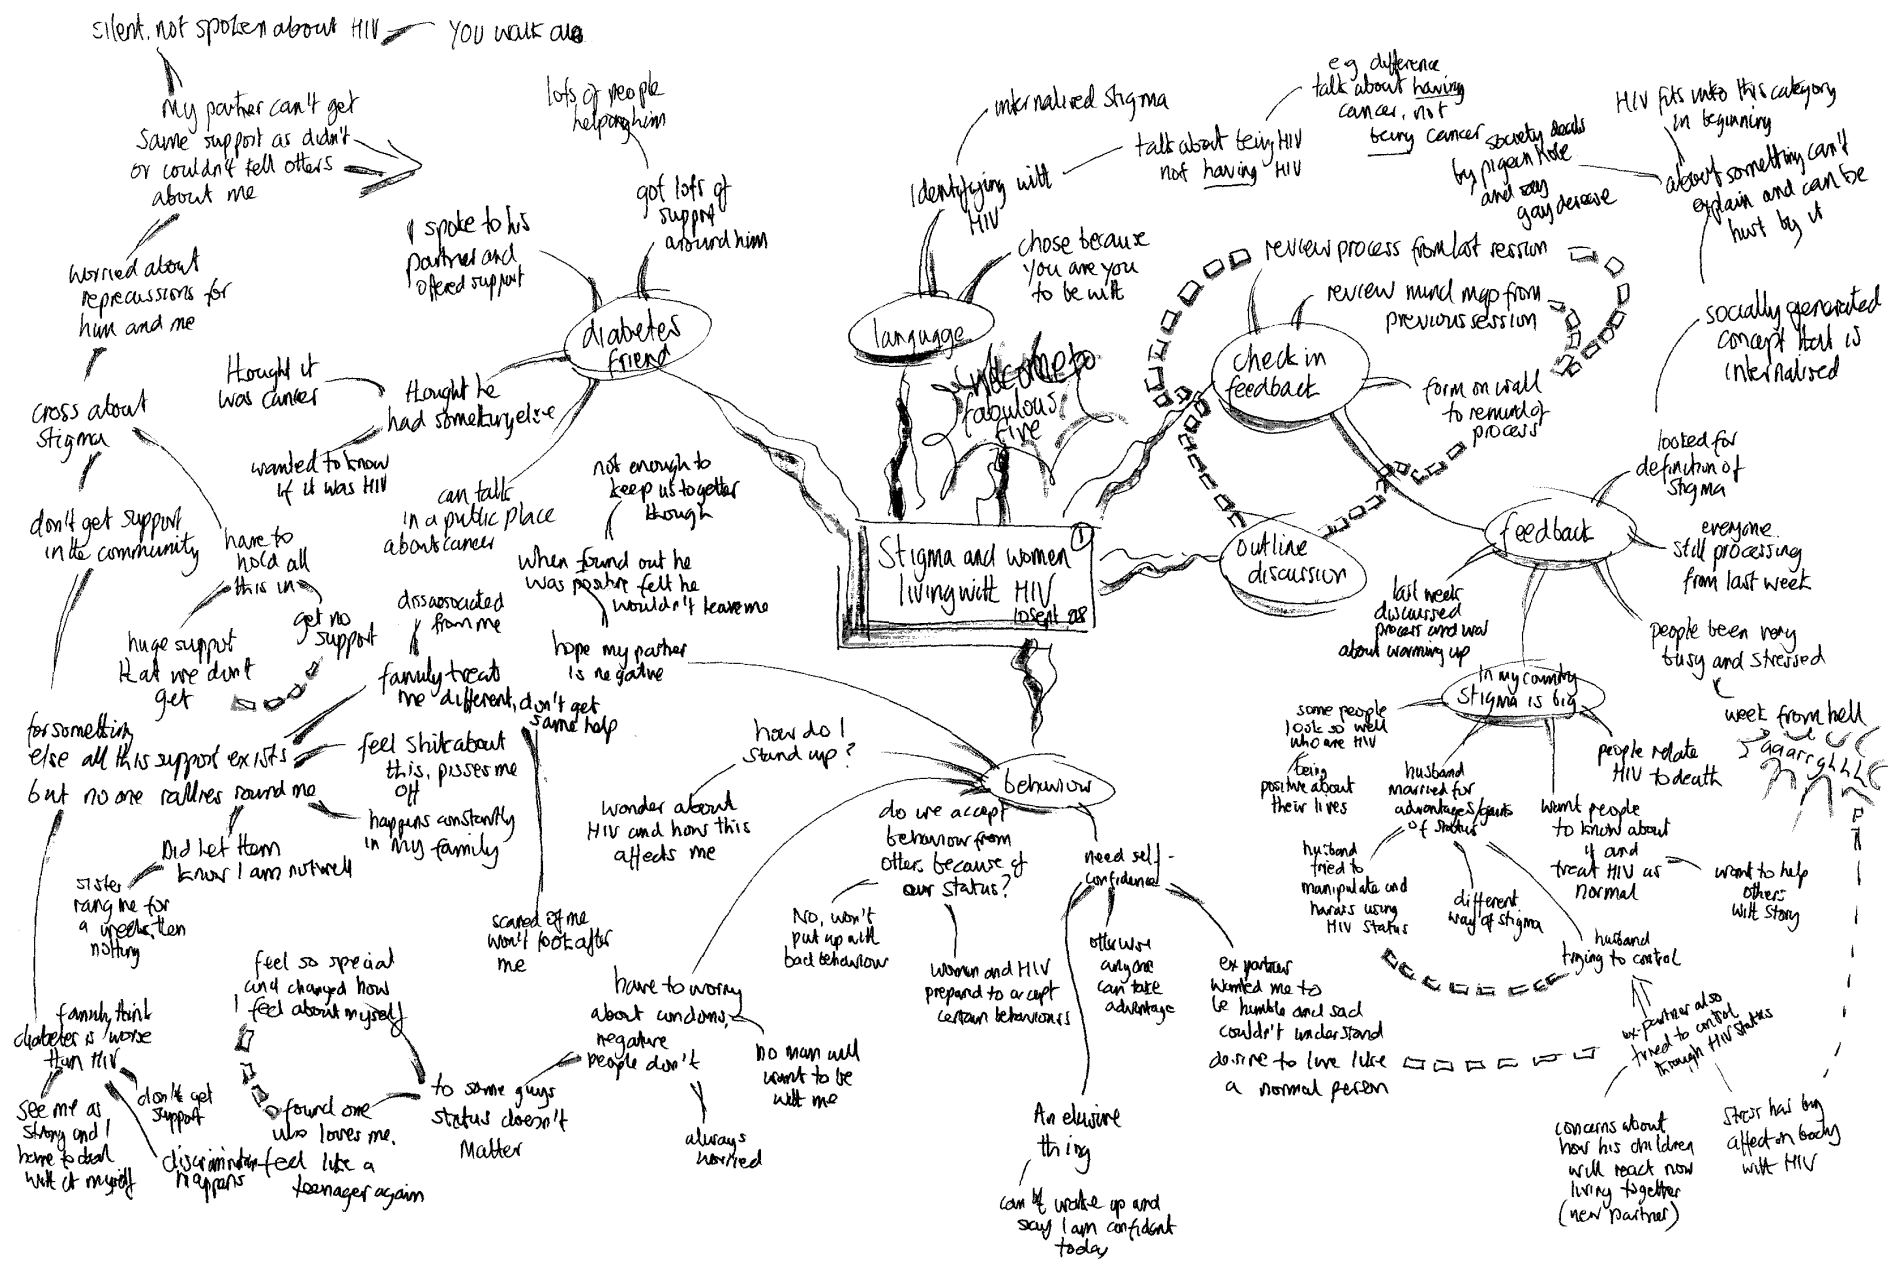 Stigma and women
living with HIV
1
10 Sept 08
Welcome to
fabulous
five
language
Identifying with
HIV
internalised stigma
talk about being HIV
not having HIV
e.g difference
talk about having
cancer, not
being cancer
chose because
you are you
to be with
check in
feedback
review process from last session
review mind map from
previous session
form on wall
to remind of
process
outline
discussion
feedback
looked for
definition of
stigma
socially generated
concept that is
internalised
about something can't
explain and can be
hurt by it
HIV fits into this category
in beginning
society deals
by pigeon hole
and say
gay disease
everyone
still processing
from last week
people been very
busy and stressed
week from hell
aqarrghhhh
last week
discussed
process and was
about warming up
in my country
stigma is big
some people
look so well
who are HIV
being
positive about
their lives
husband
married for
advantages/gains
of status
husband
tried to
manipulate and
harass using
HIV status
different
way of stigma
husband
trying to control
ex-partner also
tried to control
through HIV status
concerns about
how his children
will react now
living together
(new partner)
stress has big
affect on body
with HIV
want people
to know about
it and
treat HIV as
normal
want to help
others
with story
people relate
HIV to death
behaviour
need self-
confidence
otherwise
anyone
can take
advantage
ex partner
wanted me to
be humble and sad
couldn't understand
desire to live like
a normal person
An elusive
thing
can't wake up and
say I am confident
today
do we accept
behaviour from
others because of
our status?
No, won't
put up with
bad behaviour
women and HIV
prepared to accept
certain behaviours
have to worry
about condoms,
negative
people don't
no man will
want to be
with me
always
worried
to some guys
status doesn't
matter
found one
who loves me.
feel like a
teenager again
feel so special
and changed how
I feel about myself
how do I
stand up?
wonder about
HIV and how this
affects me
hope my partner
is negative
when found out he
was positive felt he
wouldn't leave me
not enough to
keep us together
though
diabetes
friend
got lots of
support
around him
lots of people
helping him
I spoke to his
partner and
offered support
thought he
had something else
thought it
was cancer
wanted to know
if it was HIV
can talk
in a public place
about cancer
silent, not spoken about HIV
you walk
My partner can't get
same support as didn't
or couldn't tell others
about me
worried about
repercussions for
him and me
cross about
stigma
have to
hold all
this in
get no
support
huge support
that we don't
get
don't get support
in the community
for something
else all this support exists
but no one rallies round me
family treats
me different, don't get
same help
dissasociated
from me
scared of me
won't look after
me
feel shit about
this, pisses me
off
happens constantly
in my family
Did let them
know I am not well
sister
rang me for
a week, then
nothing
family think
diabetes is worse
than HIV
see me as
strong and I
have to deal
with it myself
don't get
support
discrimination
happens